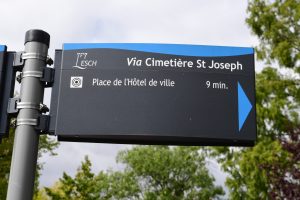 ESCH
Via Cimetière St Joseph
Place de l'Hôtel de ville 9 min.